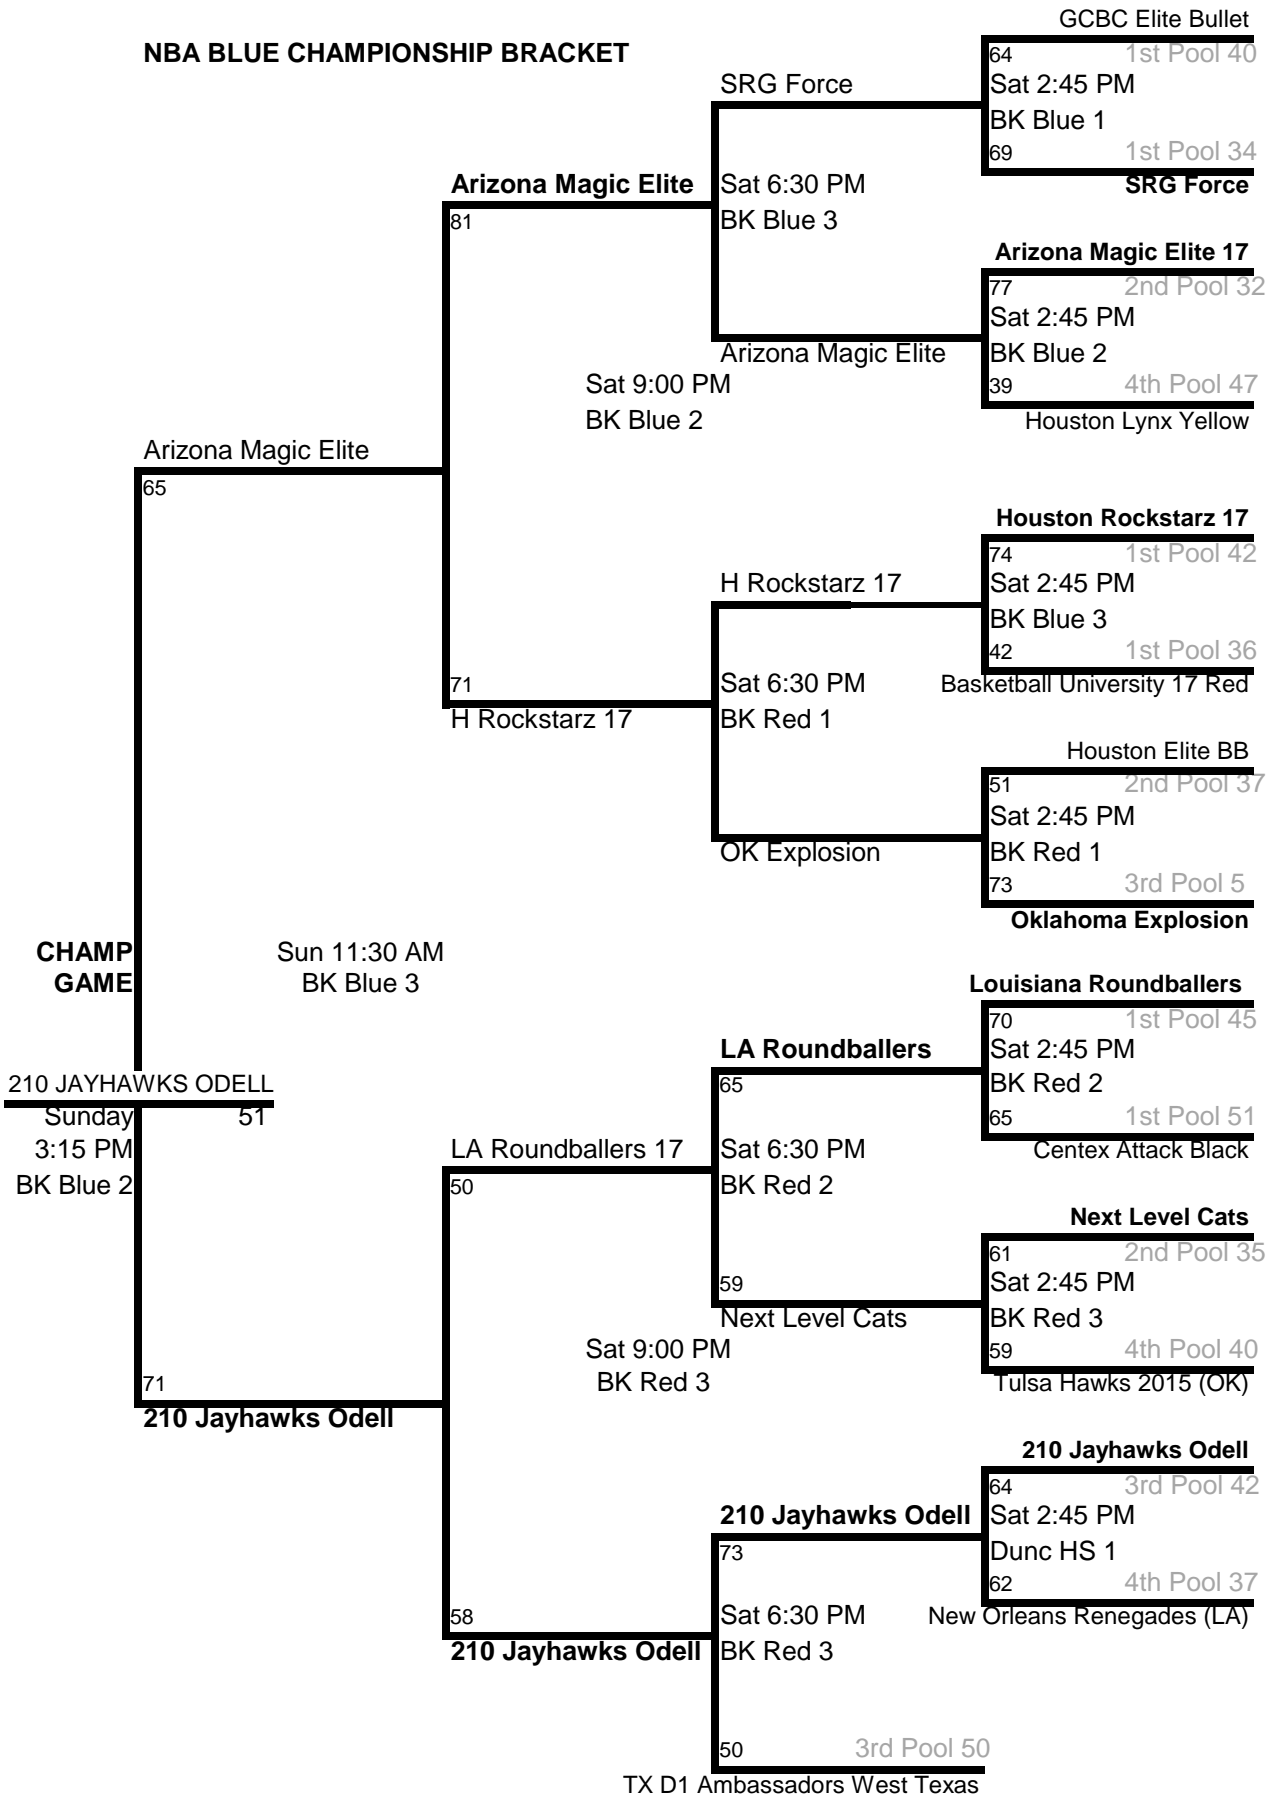 GCBC Elite Bullet
NBA BLUE CHAMPIONSHIP BRACKET
64 1st Pool 40
SRG Force
Sat 2:45 PM
BK Blue 1
69 1st Pool 34
SRG Force
Arizona Magic Elite
Sat 6:30 PM
81
BK Blue 3
Arizona Magic Elite 17
77 2nd Pool 32
Sat 2:45 PM
Arizona Magic Elite
BK Blue 2
Sat 9:00 PM
39 4th Pool 47
BK Blue 2
Houston Lynx Yellow
Arizona Magic Elite
65
Houston Rockstarz 17
74 1st Pool 42
H Rockstarz 17
Sat 2:45 PM
BK Blue 3
42 1st Pool 36
71
Sat 6:30 PM
Basketball University 17 Red
H Rockstarz 17
BK Red 1
Houston Elite BB
51 2nd Pool 37
Sat 2:45 PM
OK Explosion
BK Red 1
73 3rd Pool 5
Oklahoma Explosion
CHAMP
GAME
Sun 11:30 AM
BK Blue 3
Louisiana Roundballers
70 1st Pool 45
LA Roundballers
Sat 2:45 PM
210 JAYHAWKS ODELL
65
BK Red 2
Sunday 51
65 1st Pool 51
3:15 PM
LA Roundballers 17
Sat 6:30 PM
Centex Attack Black
BK Blue 2
50
BK Red 2
Next Level Cats
61 2nd Pool 35
59
Sat 2:45 PM
Next Level Cats
BK Red 3
Sat 9:00 PM
59 4th Pool 40
BK Red 3
71
Tulsa Hawks 2015 (OK)
210 Jayhawks Odell
210 Jayhawks Odell
64 3rd Pool 42
210 Jayhawks Odell
Sat 2:45 PM
73
Dunc HS 1
62 4th Pool 37
58
Sat 6:30 PM
New Orleans Renegades (LA)
210 Jayhawks Odell
BK Red 3
50 3rd Pool 50
TX D1 Ambassadors West Texas